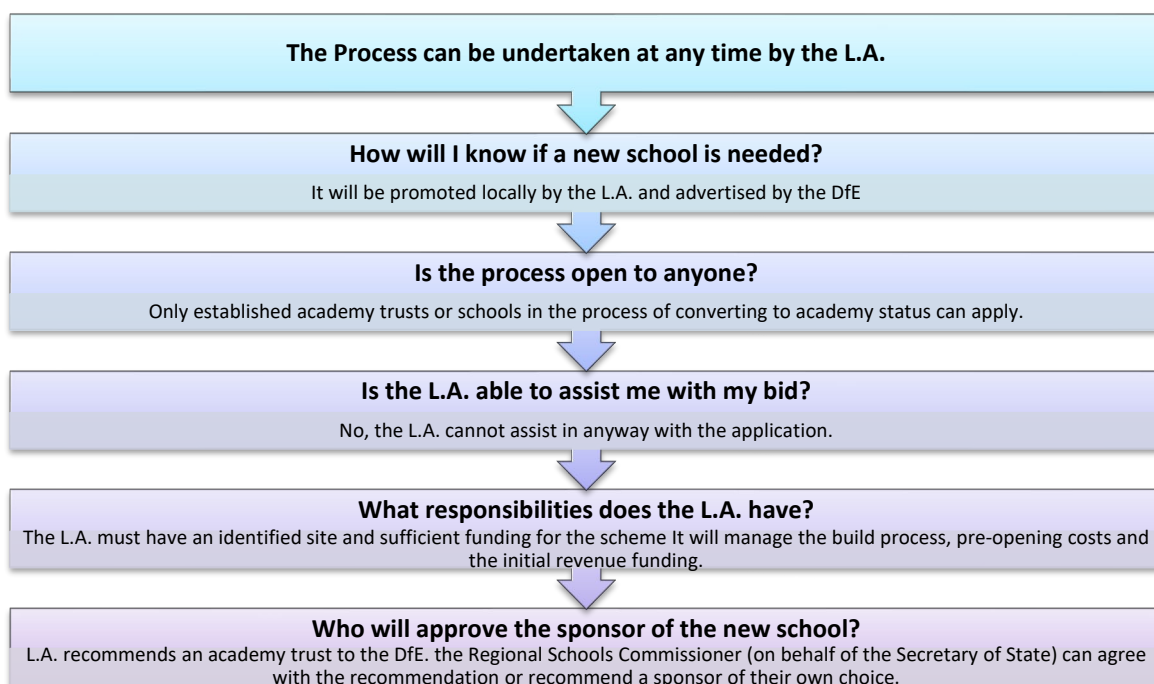 The Process can be undertaken at any time by the L.A.
How will I know if a new school is needed?
It will be promoted locally by the L.A. and advertised by the DfE
Is the process open to anyone?
Only established academy trusts or schools in the process of converting to academy status can apply.
Is the L.A. able to assist me with my bid?
No, the L.A. cannot assist in anyway with the application.
What responsibilities does the L.A. have?
The L.A. must have an identified site and sufficient funding for the scheme It will manage the build process, pre-opening costs and
the initial revenue funding.
Who will approve the sponsor of the new school?
L.A. recommends an academy trust to the DfE. the Regional Schools Commissioner (on behalf of the Secretary of State) can agree
with the recommendation or recommend a sponsor of their own choice.